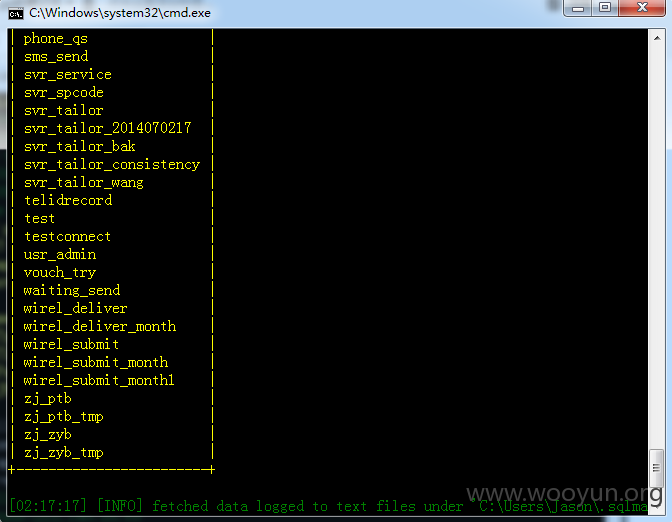 C:\Windows\system32\cmd.exe
phone_qs
sms_send
svr_service
svr_spcode
svr_tailor
svr_tailor_2014070217
svr_tailor_bak
svr_tailor_consistency
svr_tailor_wang
telidrecord
test
testconnect
usr_admin
vouch_try
waiting_send
wirel_deliver
wirel_deliver_month
wirel_submit
wirel_submit_month
wirel_submit_month1
zj_ptb
zj_ptb_tmp
zj_zyb
zj_zyb_tmp
www.wooyun.org
[02:17:17] [INFO] fetched data logged to text files under 'C:\Users\Jason\.sqlma